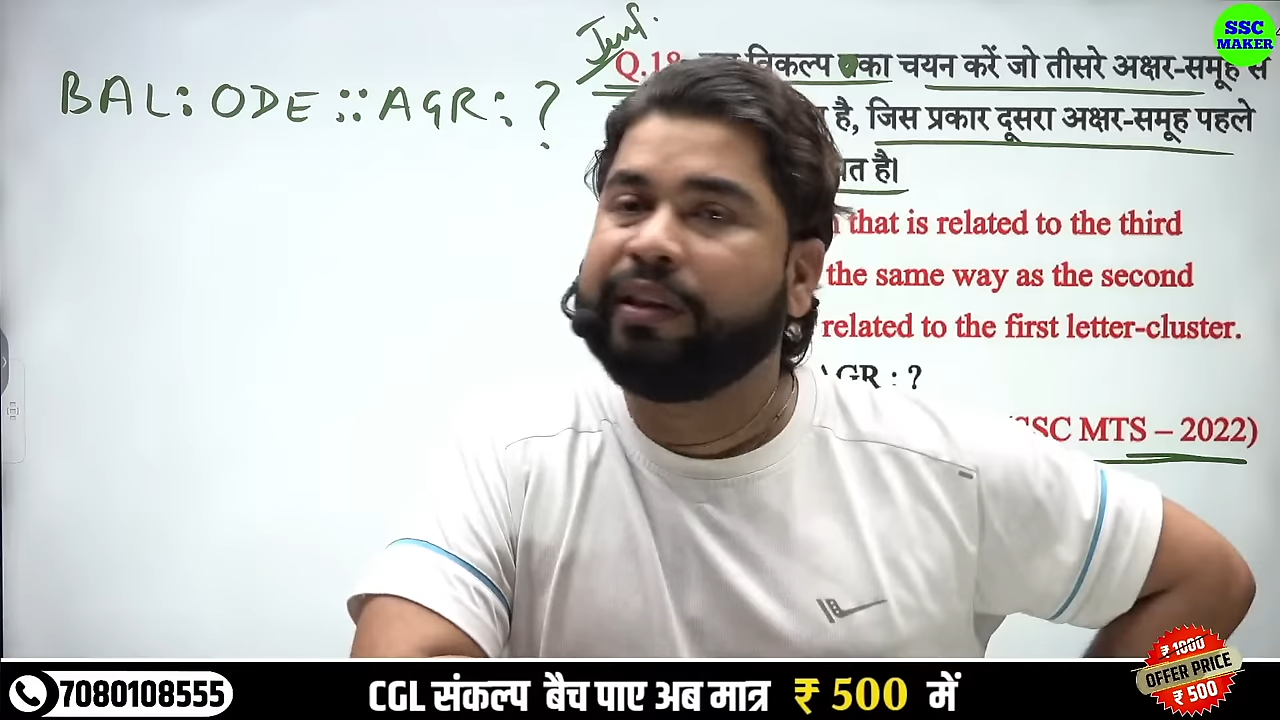 BAL : ODE :: AGR : ?
Imp.
SSC
MAKER
Q.18 विकल्प का चयन करें जो तीसरे अक्षर-समूह से
है, जिस प्रकार दूसरा अक्षर-समूह पहले
है।
that is related to the third
the same way as the second
related to the first letter-cluster.
AGR : ?
SSC MTS – 2022)
7080108555
CGL संकल्प बैच पाए अब मात्र ₹ 500 में
₹ 1000
OFFER PRICE
₹ 500